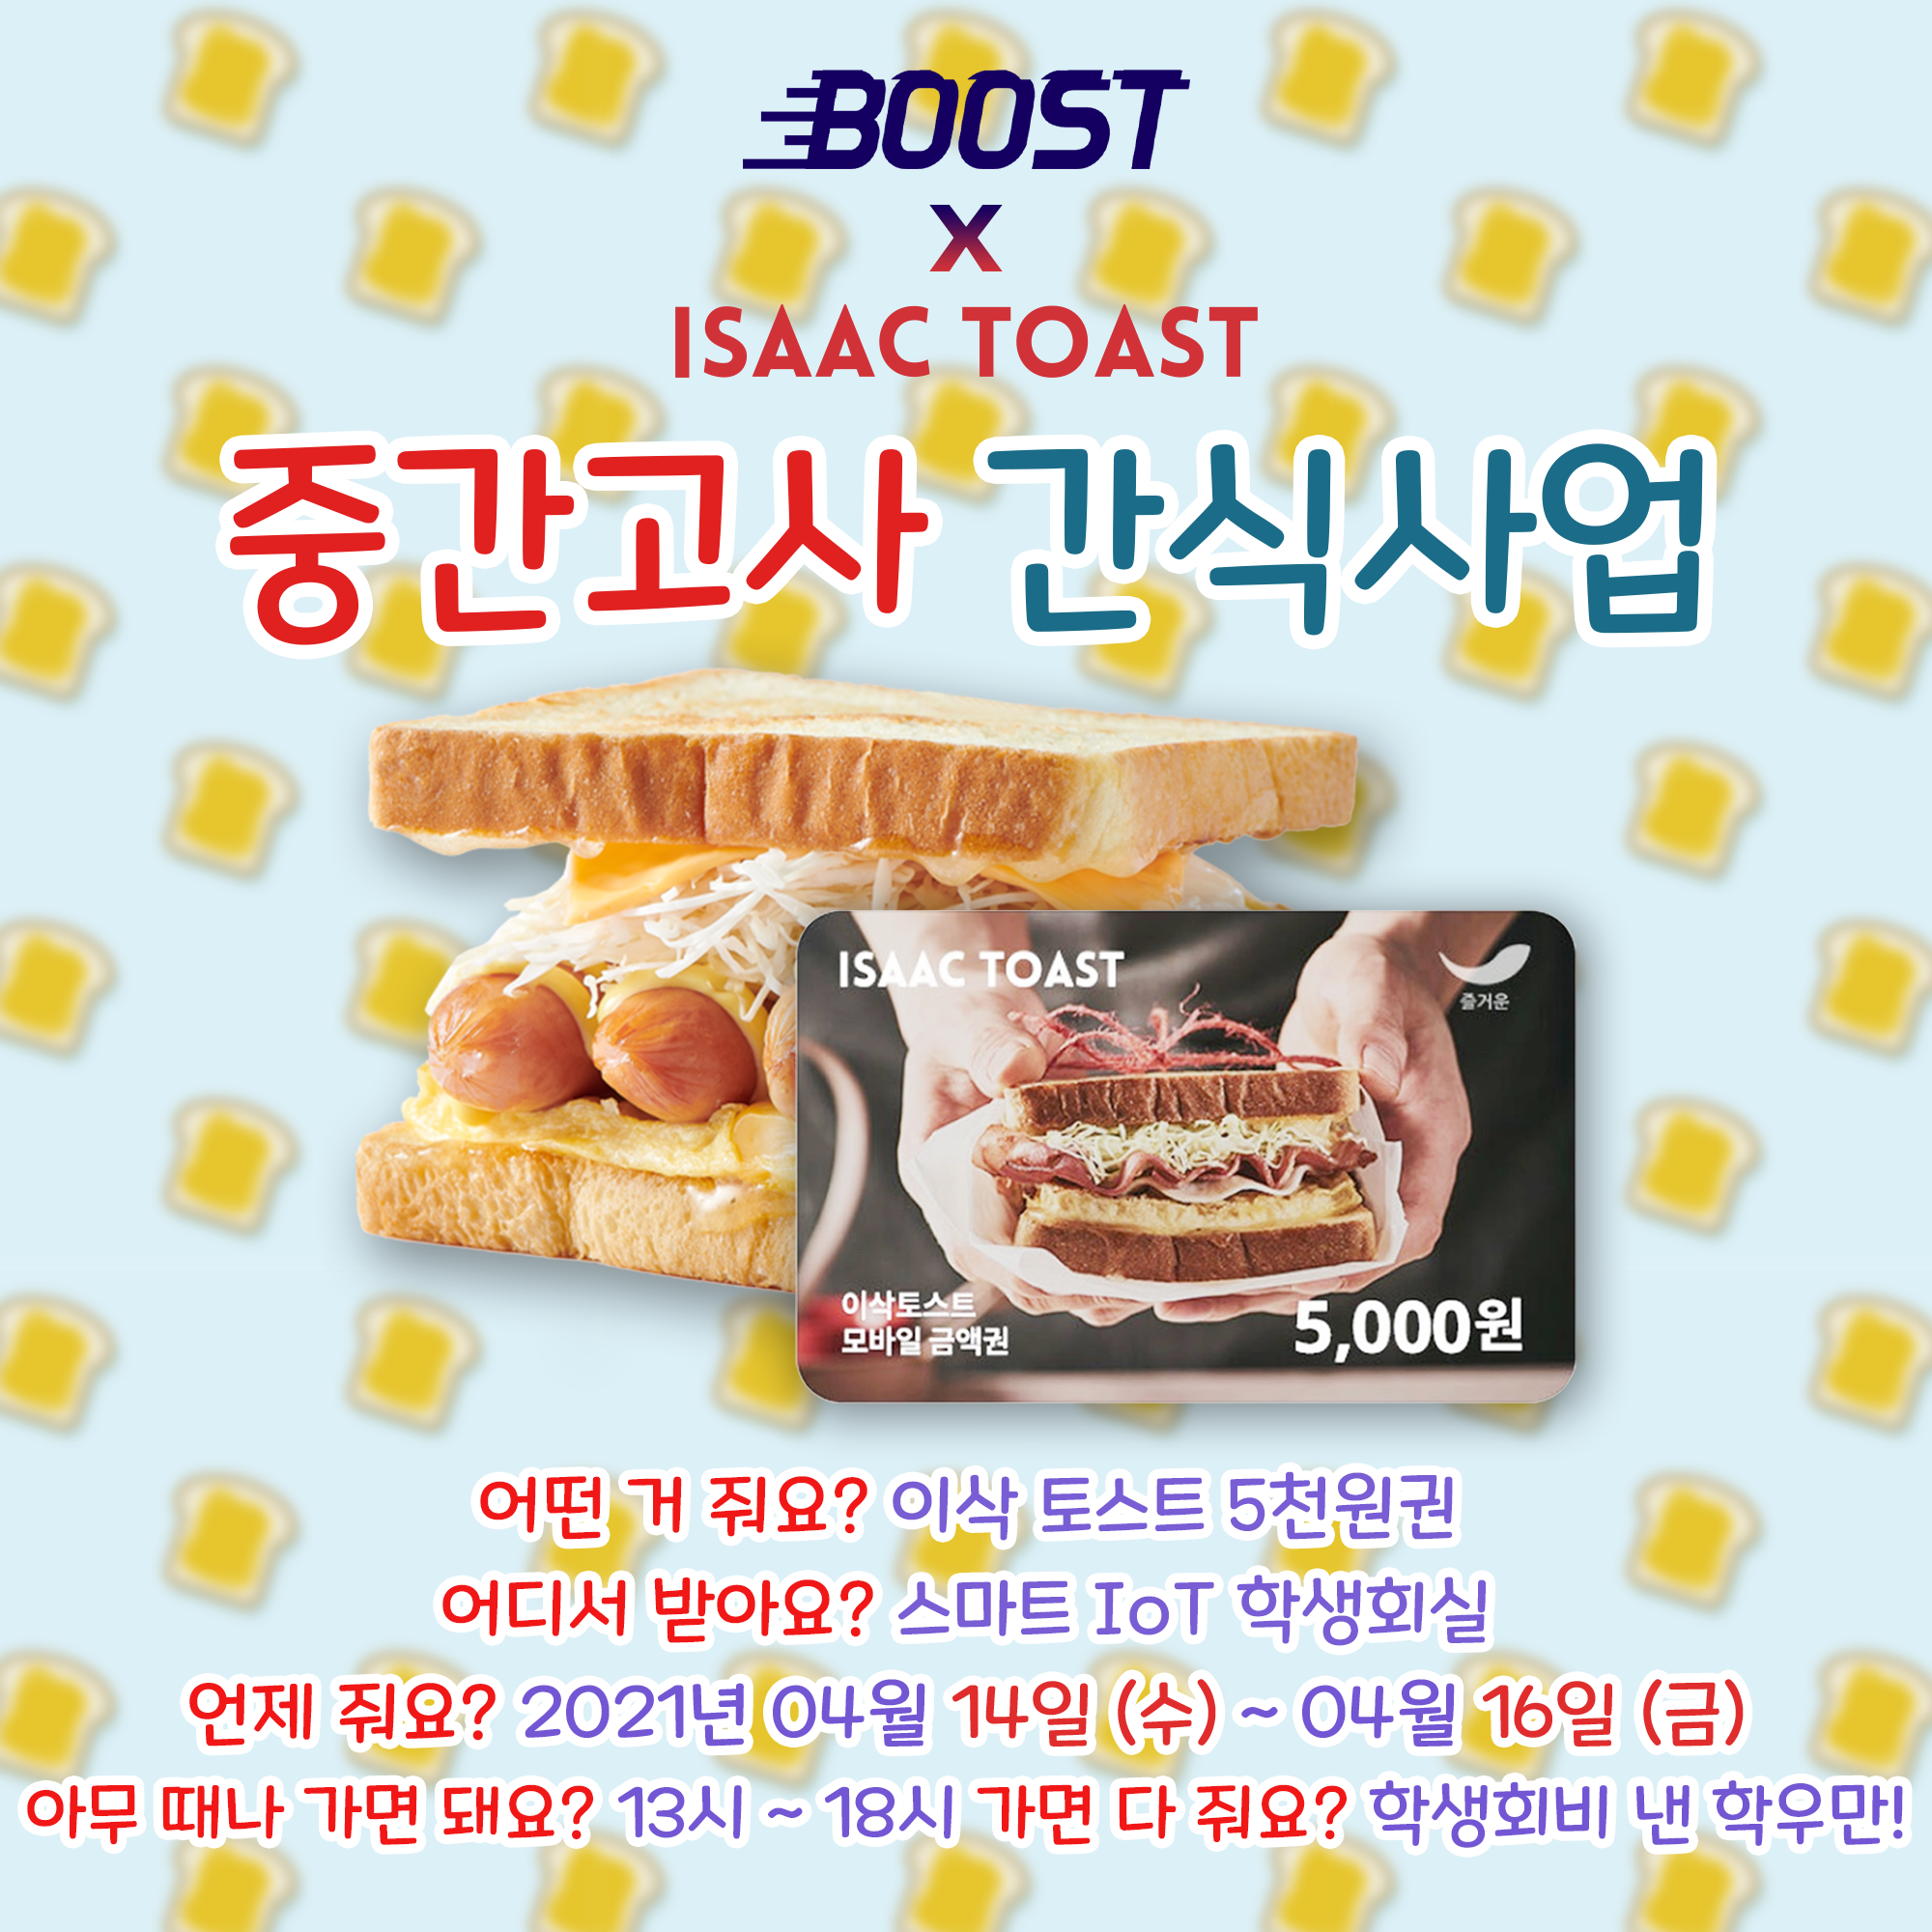 BOOST
X
ISAAC TOAST
중간고사 간식사업
ISAAC TOAST
즐거운
이삭토스트
모바일 금액권
5,000원
어떤 거 줘요? 이삭 토스트 5천원권
어디서 받아요? 스마트 IoT 학생회실
언제 줘요? 2021년 04월 14일 (수) ~ 04월 16일 (금)
아무 때나 가면 돼요? 13시 ~ 18시 가면 다 줘요? 학생회비 낸 학우만!